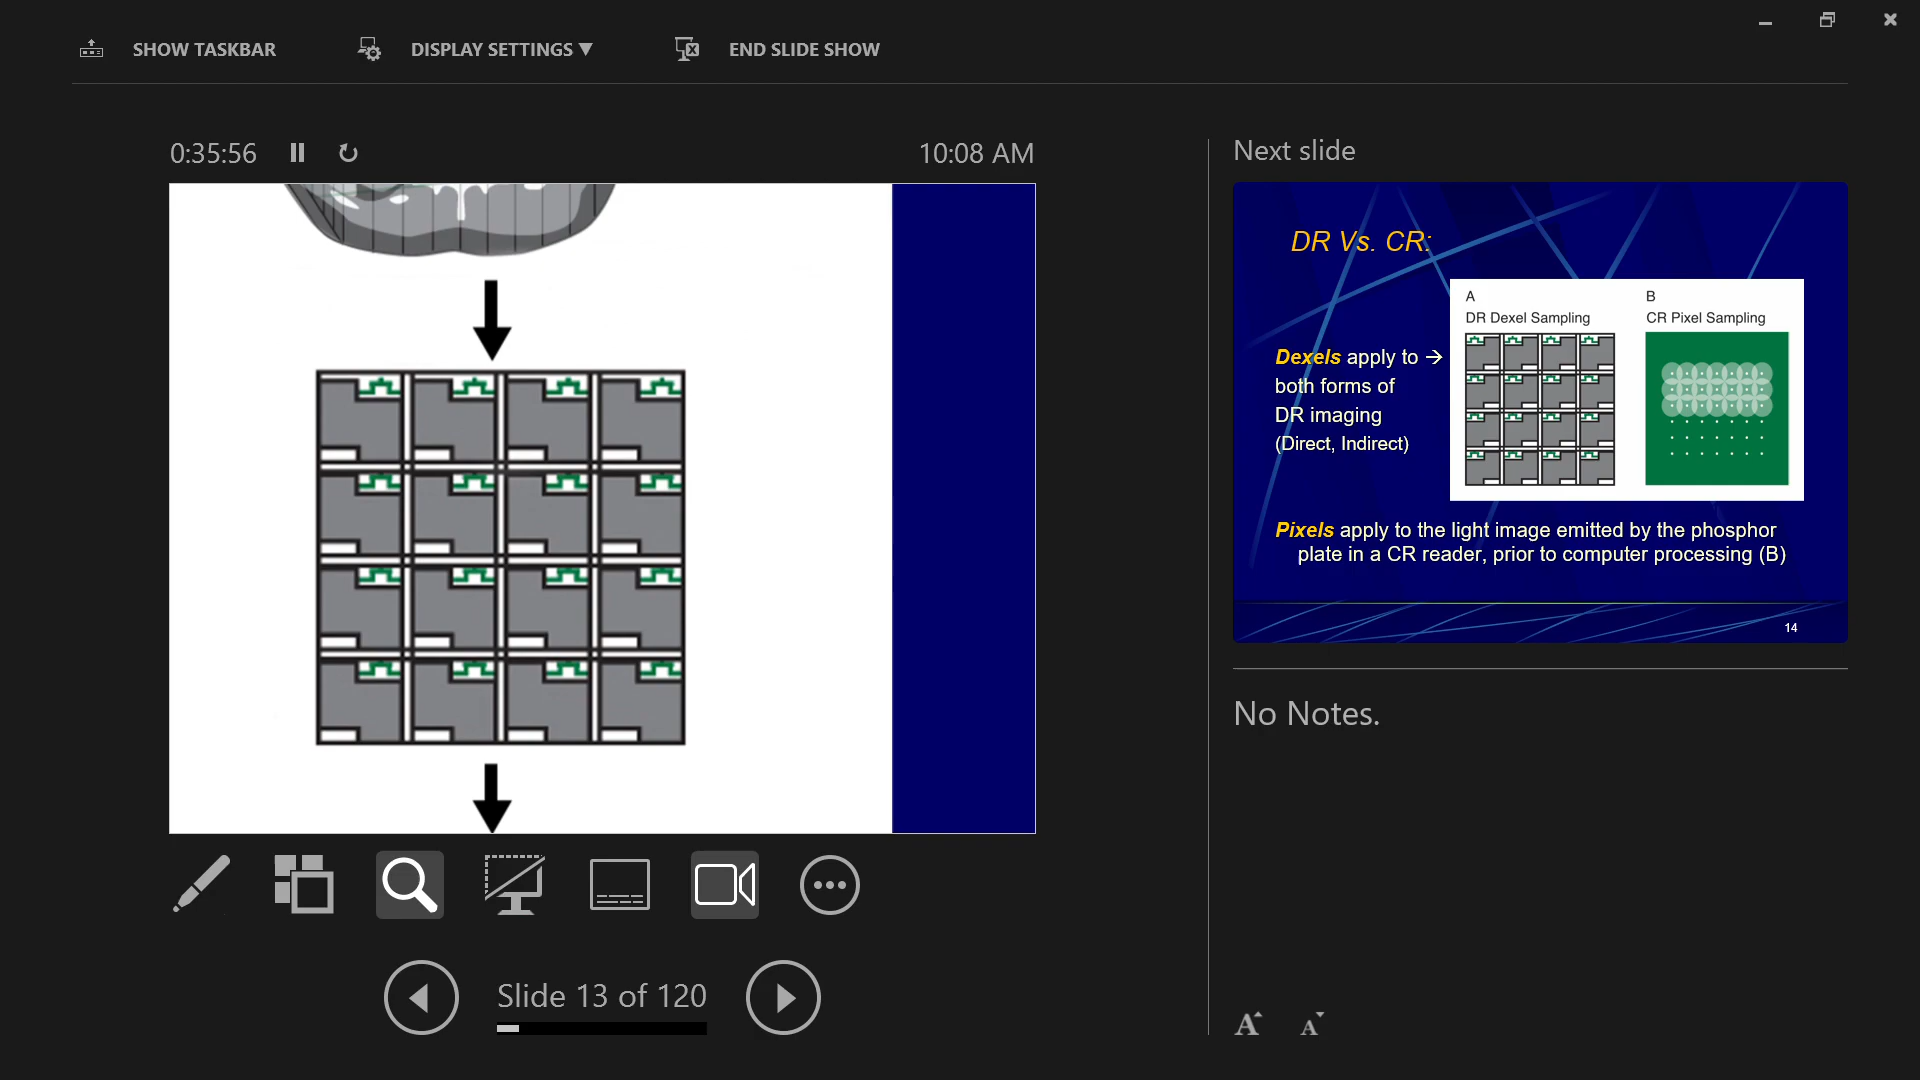 SHOW TASKBAR
DISPLAY SETTINGS ▼
END SLIDE SHOW
0:35:56
10:08 AM
Slide 13 of 120
Next slide
DR Vs. CR:
A
DR Dexel Sampling
B
CR Pixel Sampling
Dexels apply to →
both forms of
DR imaging
(Direct, Indirect)
Pixels apply to the light image emitted by the phosphor
plate in a CR reader, prior to computer processing (B)
14
No Notes.
A A